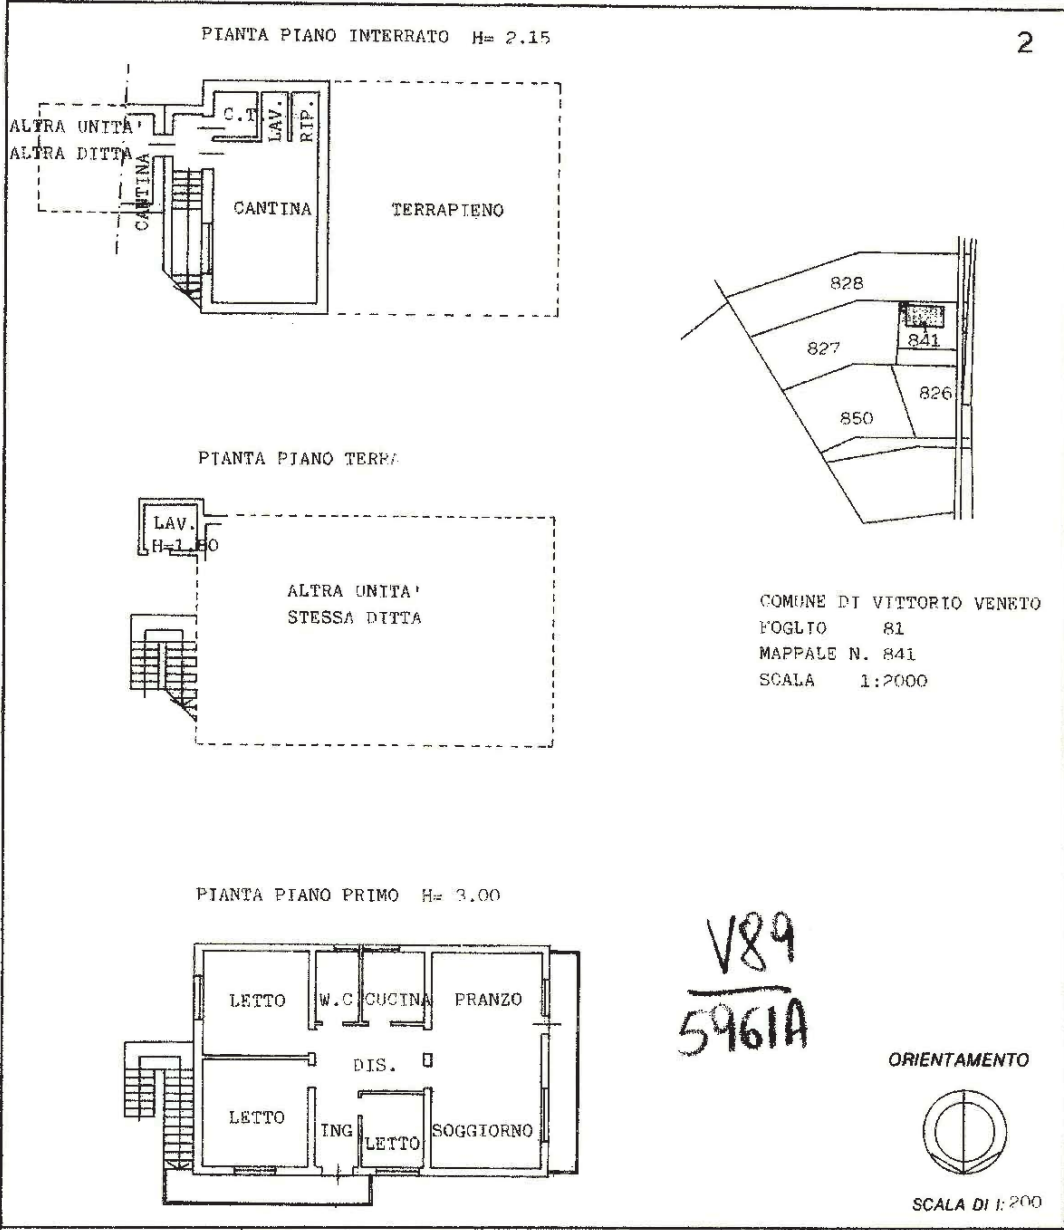 PIANTA PIANO INTERRATO H= 2.15
2
ALTRA UNITA'
ALTRA DITTA
CANTINA
C.T.
LAV.
RIP.
CANTINA
TERRAPIENO
828
827
841
826
850
PIANTA PIANO TERRA
LAV.
H=1.80
ALTRA UNITA'
STESSA DITTA
COMUNE DI VITTORIO VENETO
FOGLIO 81
MAPPALE N. 841
SCALA 1:2000
PIANTA PIANO PRIMO H= 3.00
LETTO
W.C
CUCINA
PRANZO
DIS.
LETTO
ING
LETTO
SOGGIORNO
V89
5961A
ORIENTAMENTO
SCALA DI 1: 200